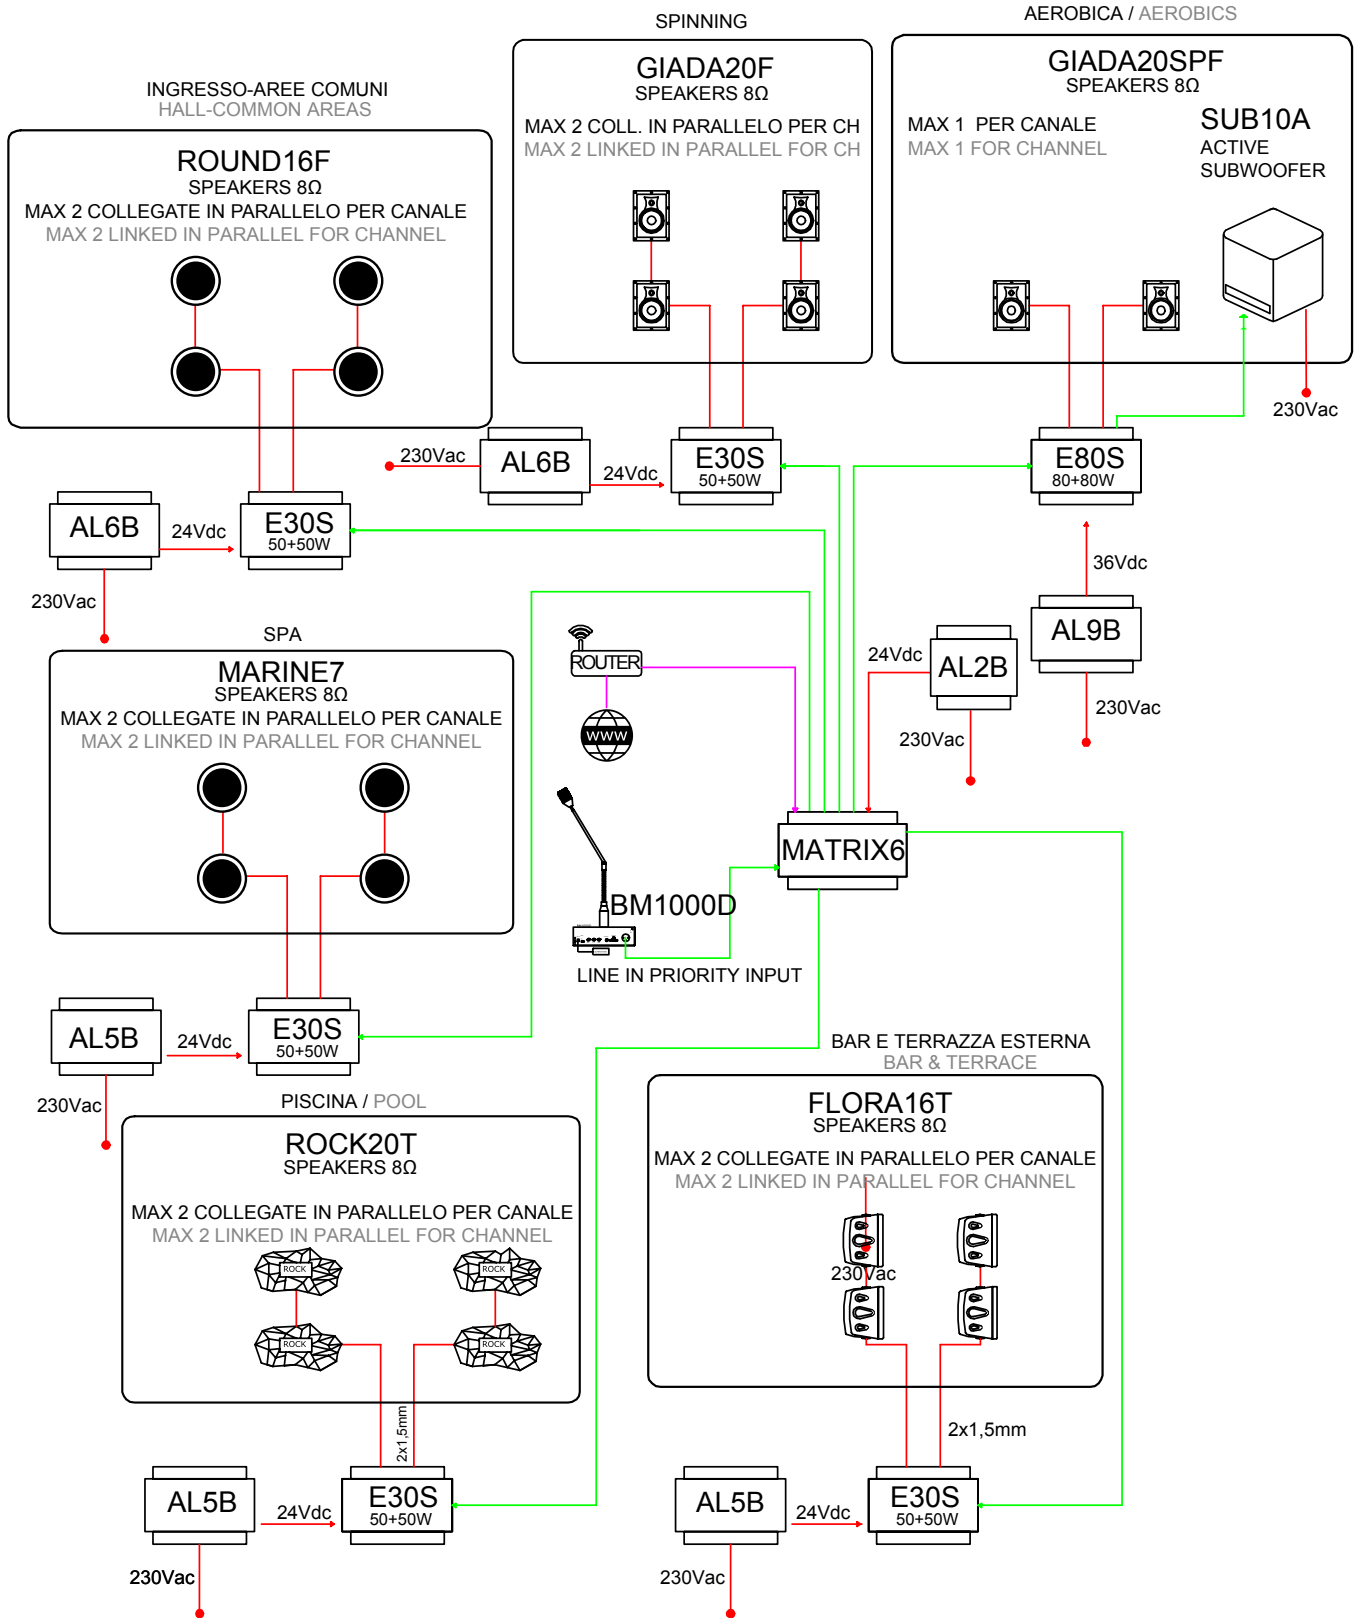 SPINNING
AEROBICA / AEROBICS
INGRESSO-AREE COMUNI
HALL-COMMON AREAS
ROUND16F
SPEAKERS 8Ω
MAX 2 COLLEGATE IN PARALLELO PER CANALE
MAX 2 LINKED IN PARALLEL FOR CHANNEL
GIADA20F
SPEAKERS 8Ω
MAX 2 COLL. IN PARALLELO PER CH
MAX 2 LINKED IN PARALLEL FOR CH
GIADA20SPF
SPEAKERS 8Ω
MAX 1 PER CANALE
MAX 1 FOR CHANNEL
SUB10A
ACTIVE
SUBWOOFER
230Vac
230Vac
AL6B
24Vdc
E30S
50+50W
E80S
80+80W
AL6B
24Vdc
E30S
50+50W
230Vac
36Vdc
AL9B
230Vac
24Vdc
AL2B
230Vac
SPA
MARINE7
SPEAKERS 8Ω
MAX 2 COLLEGATE IN PARALLELO PER CANALE
MAX 2 LINKED IN PARALLEL FOR CHANNEL
ROUTER
WWW
MATRIX6
BM1000D
LINE IN PRIORITY INPUT
AL5B
24Vdc
E30S
50+50W
230Vac
PISCINA / POOL
ROCK20T
SPEAKERS 8Ω
MAX 2 COLLEGATE IN PARALLELO PER CANALE
MAX 2 LINKED IN PARALLEL FOR CHANNEL
ROCK
ROCK
ROCK
ROCK
2x1,5mm
AL5B
24Vdc
E30S
50+50W
230Vac
BAR E TERRAZZA ESTERNA
BAR & TERRACE
FLORA16T
SPEAKERS 8Ω
MAX 2 COLLEGATE IN PARALLELO PER CANALE
MAX 2 LINKED IN PARALLEL FOR CHANNEL
230Vac
2x1,5mm
AL5B
24Vdc
E30S
50+50W
230Vac